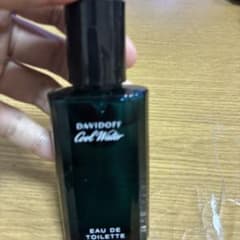 DAVIDOFF
Cool Water
EAU DE
TOILETTE